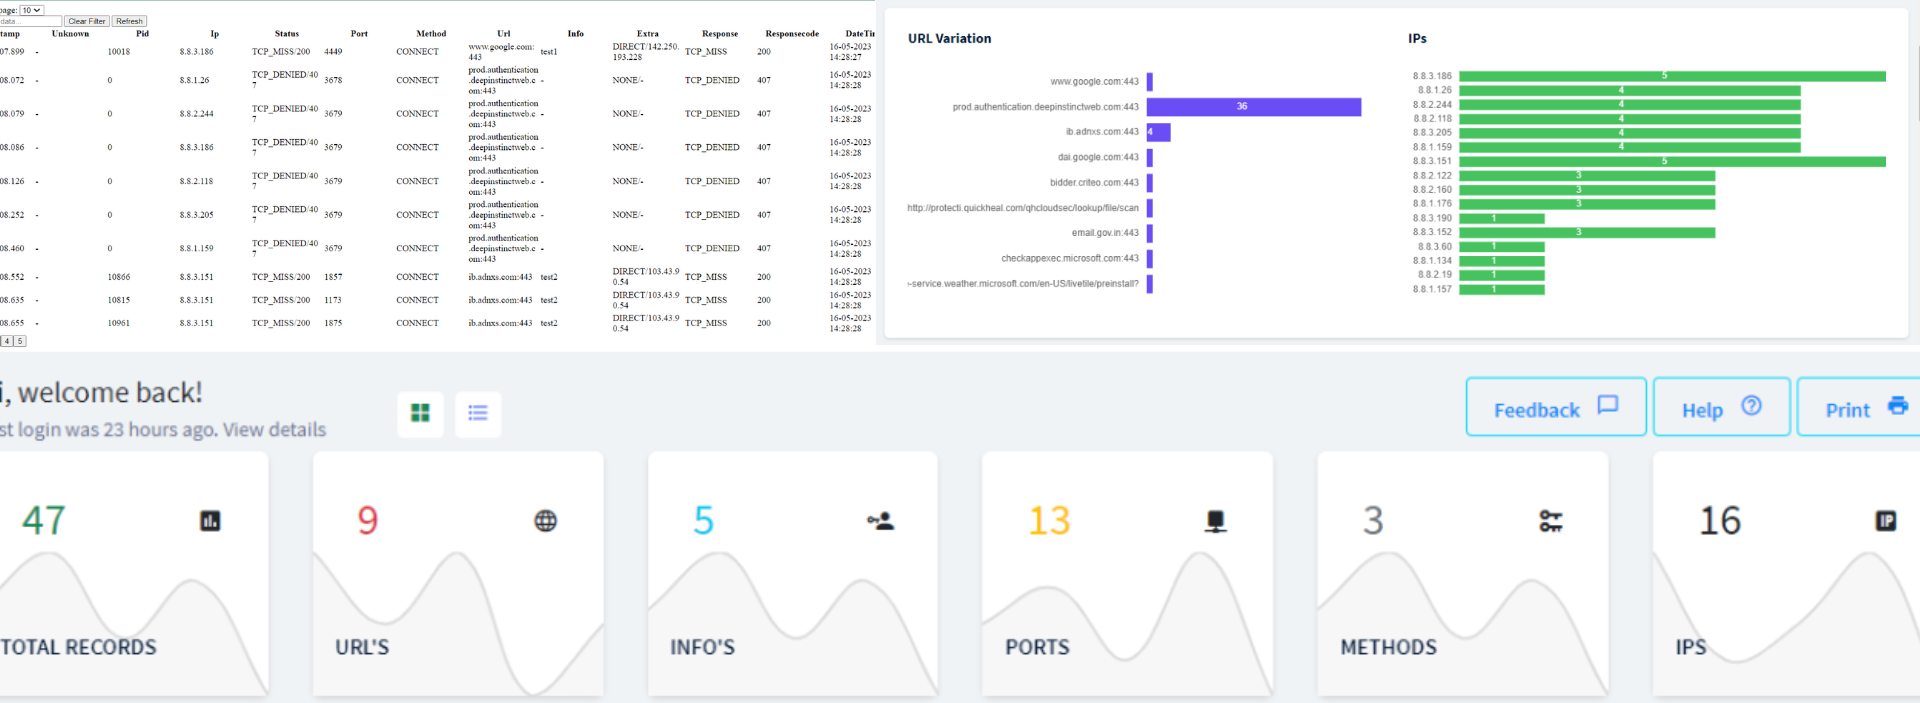 page: 10
data... Clear Filter Refresh
tamp Unknown Pid Ip Status Port Method Url Info Extra Response Responsecode DateTi
07.899 - 10018 8.8.3.186 TCP_MISS/200 4449 CONNECT www.google.com:443 test1 DIRECT/142.250.193.228 TCP_MISS 200 16-05-2023 14:28:27
08.072 - 0 8.8.1.26 TCP_DENIED/407 3678 CONNECT prod.authentication.deepinstinctweb.com:443 - NONE/- TCP_DENIED 407 16-05-2023 14:28:28
08.079 - 0 8.8.2.244 TCP_DENIED/407 3679 CONNECT prod.authentication.deepinstinctweb.com:443 - NONE/- TCP_DENIED 407 16-05-2023 14:28:28
08.086 - 0 8.8.3.186 TCP_DENIED/407 3679 CONNECT prod.authentication.deepinstinctweb.com:443 - NONE/- TCP_DENIED 407 16-05-2023 14:28:28
08.126 - 0 8.8.2.118 TCP_DENIED/407 3679 CONNECT prod.authentication.deepinstinctweb.com:443 - NONE/- TCP_DENIED 407 16-05-2023 14:28:28
08.252 - 0 8.8.3.205 TCP_DENIED/407 3679 CONNECT prod.authentication.deepinstinctweb.com:443 - NONE/- TCP_DENIED 407 16-05-2023 14:28:28
08.460 - 0 8.8.1.159 TCP_DENIED/407 3679 CONNECT prod.authentication.deepinstinctweb.com:443 - NONE/- TCP_DENIED 407 16-05-2023 14:28:28
08.552 - 10866 8.8.3.151 TCP_MISS/200 1857 CONNECT ib.adnxs.com:443 test2 DIRECT/103.43.90.54 TCP_MISS 200 16-05-2023 14:28:28
08.635 - 10815 8.8.3.151 TCP_MISS/200 1173 CONNECT ib.adnxs.com:443 test2 DIRECT/103.43.90.54 TCP_MISS 200 16-05-2023 14:28:28
08.655 - 10961 8.8.3.151 TCP_MISS/200 1875 CONNECT ib.adnxs.com:443 test2 DIRECT/103.43.90.54 TCP_MISS 200 16-05-2023 14:28:28
4 5
URL Variation
www.google.com:443
prod.authentication.deepinstinctweb.com:443 36
ib.adnxs.com:443 4
dai.google.com:443
bidder.criteo.com:443
http://protecti.quickheal.com/qhcloudsec/lookup/file/scan
email.gov.in:443
checkappexec.microsoft.com:443
-service.weather.microsoft.com/en-US/livetile/preinstall?
IPs
8.8.3.186 5
8.8.1.26 4
8.8.2.244 4
8.8.2.118 4
8.8.3.205 4
8.8.1.159 4
8.8.3.151 5
8.8.2.122 3
8.8.2.160 3
8.8.1.176 3
8.8.3.190 1
8.8.3.152 3
8.8.3.60 1
8.8.1.134 1
8.8.2.19 1
8.8.1.157 1
i, welcome back!
st login was 23 hours ago. View details
Feedback Help Print
47 9 5 13 3 16
TOTAL RECORDS URL'S INFO'S PORTS METHODS IPS